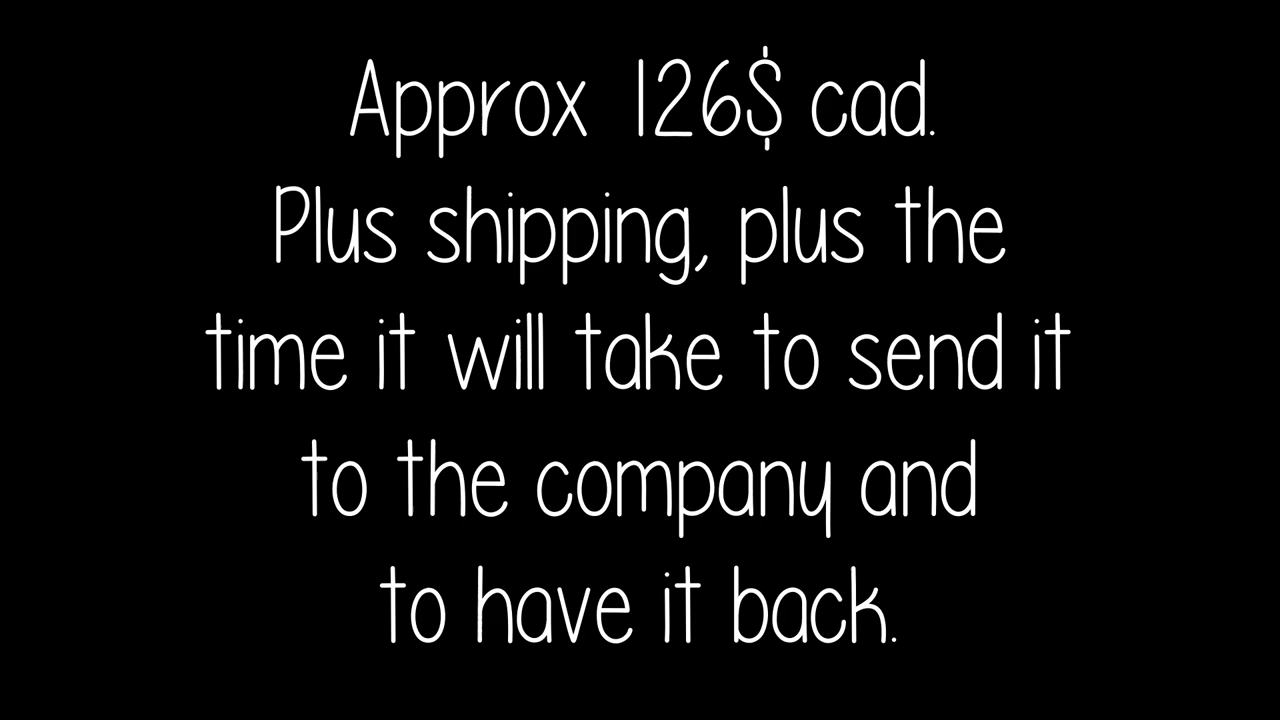 Approx 126$ cad.
Plus shipping, plus the
time it will take to send it
to the company and
to have it back.